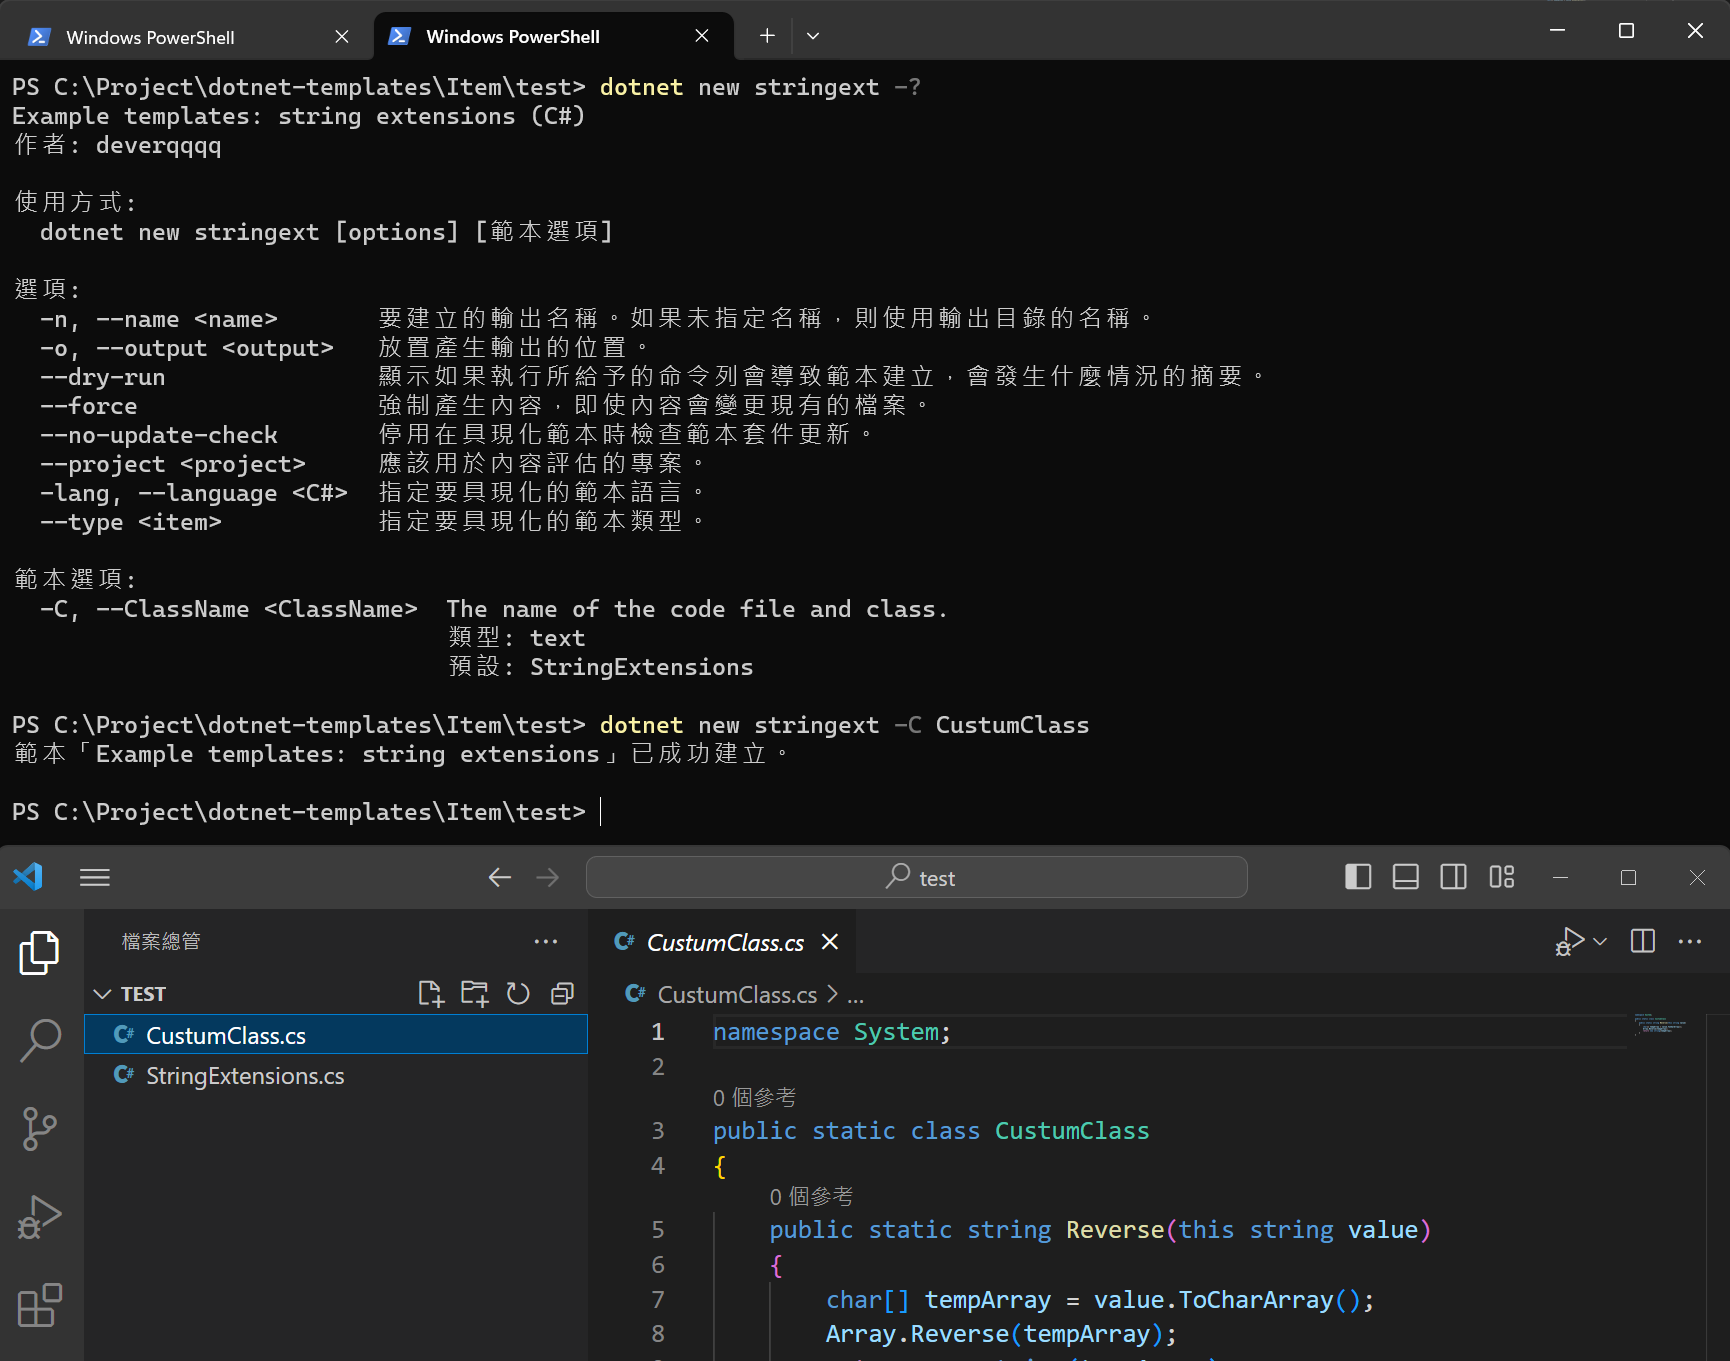 Windows PowerShell
Windows PowerShell
PS C:\Project\dotnet-templates\Item\test> dotnet new stringext -?
Example templates: string extensions (C#)
作者: deverqqqq
使用方式:
dotnet new stringext [options] [範本選項]
選項:
-n, --name <name> 要建立的輸出名稱。如果未指定名稱，則使用輸出目錄的名稱。
-o, --output <output> 放置產生輸出的位置。
--dry-run 顯示如果執行所給予的命令列會導致範本建立，會發生什麼情況的摘要。
--force 強制產生內容，即使內容會變更現有的檔案。
--no-update-check 停用在具現化範本時檢查範本套件更新。
--project <project> 應該用於內容評估的專案。
-lang, --language <C#> 指定要具現化的範本語言。
--type <item> 指定要具現化的範本類型。
範本選項:
-C, --ClassName <ClassName> The name of the code file and class.
類型: text
預設: StringExtensions
PS C:\Project\dotnet-templates\Item\test> dotnet new stringext -C CustumClass
範本「Example templates: string extensions」已成功建立。
PS C:\Project\dotnet-templates\Item\test>
test
檔案總管
TEST
C# CustumClass.cs
C# StringExtensions.cs
C# CustumClass.cs
C# CustumClass.cs > ...
1 namespace System;
2
0 個參考
3 public static class CustumClass
4 {
0 個參考
5 public static string Reverse(this string value)
6 {
7 char[] tempArray = value.ToCharArray();
8 Array.Reverse(tempArray);